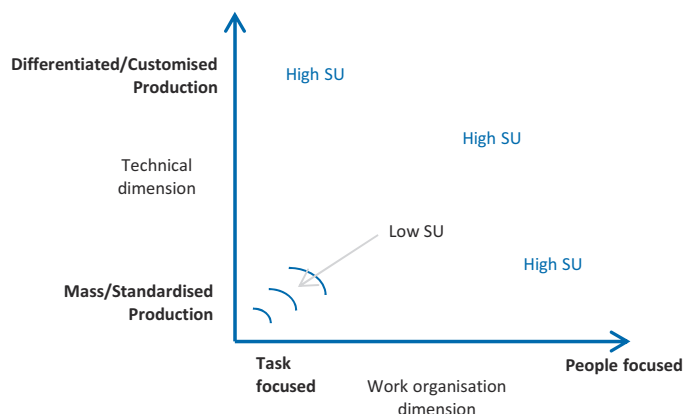 Differentiated/Customised
Production
High SU
High SU
Technical
dimension
Low SU
High SU
Mass/Standardised
Production
Task
focused
People focused
Work organisation
dimension